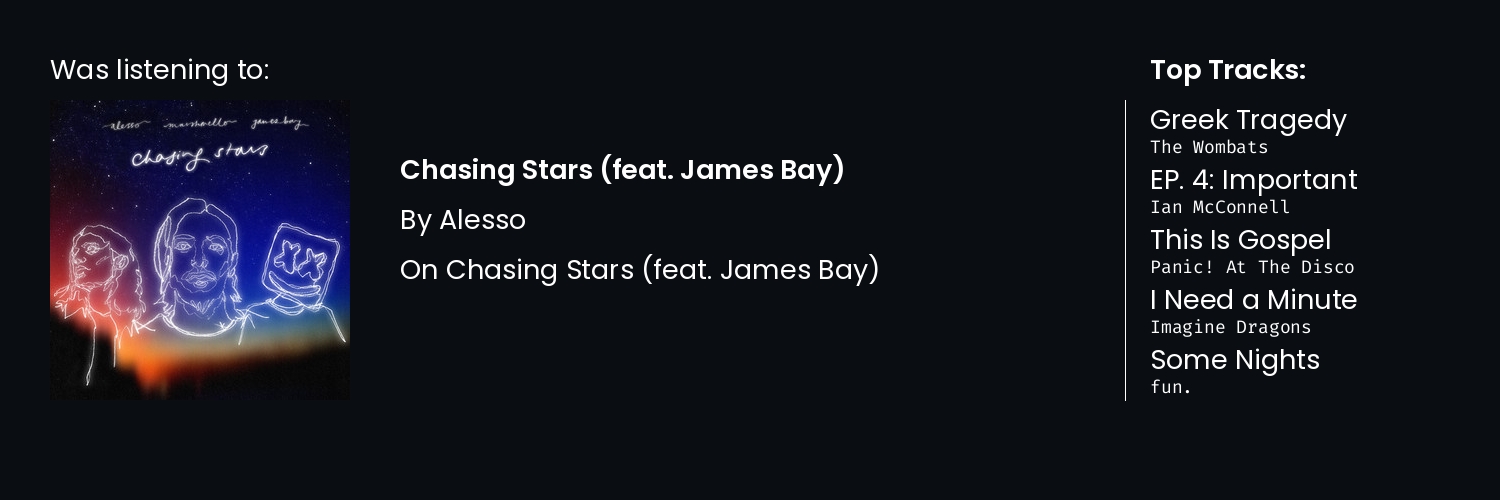 Was listening to:
alesso marshmello james bay
chasing stars
Chasing Stars (feat. James Bay)
By Alesso
On Chasing Stars (feat. James Bay)
Top Tracks:
Greek Tragedy
The Wombats
EP. 4: Important
Ian McConnell
This Is Gospel
Panic! At The Disco
I Need a Minute
Imagine Dragons
Some Nights
fun.